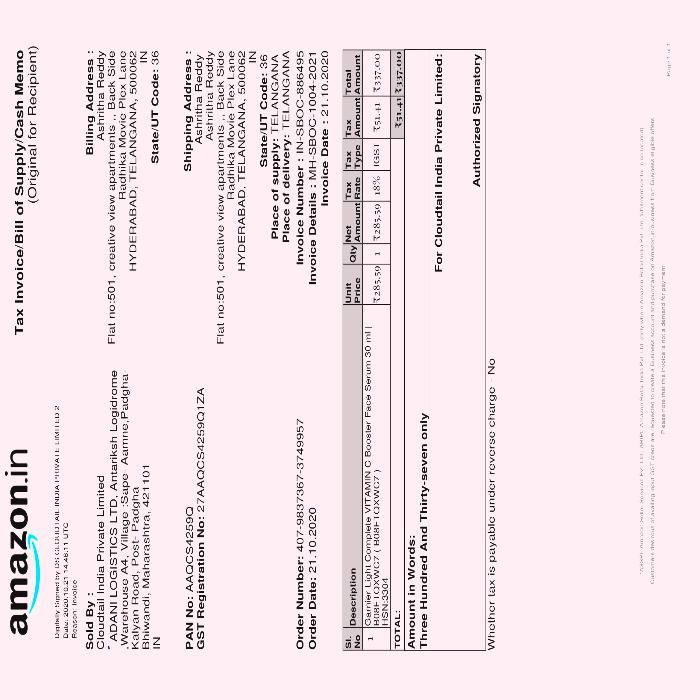 amazon.in
Tax Invoice/Bill of Supply/Cash Memo
(Original for Recipient)
Digitally Signed by DS CLOUDTAIL INDIA PRIVATE LIMITED 2
Date: 2020.10.21 14:46:11 UTC
Reason: Invoice
Sold By :
Cloudtail India Private Limited
* ADANI LOGISTICS LTD, Antariksh Logidrome
,Warehouse A4, Village :Sape Aamne,Padgha
Kalyan Road, Post- Padgha
Bhiwandi, Maharashtra, 421101
IN
Billing Address :
Ashritha Reddy
Flat no:501, creative view apartments ,, Back Side
Radhika Movie Plex Lane
HYDERABAD, TELANGANA, 500062
IN
State/UT Code: 36
PAN No: AAQCS4259Q
GST Registration No: 27AAQCS4259Q1ZA
Shipping Address :
Ashritha Reddy
Ashritha Reddy
Flat no:501, creative view apartments ,, Back Side
Radhika Movie Plex Lane
HYDERABAD, TELANGANA, 500062
IN
State/UT Code: 36
Place of supply: TELANGANA
Place of delivery: TELANGANA
Order Number: 407-9837367-3749957
Order Date: 21.10.2020
Invoice Number : IN-SBOC-886495
Invoice Details : MH-SBOC-1004-2021
Invoice Date : 21.10.2020
Sl. No Description Unit Price Qty Net Amount Tax Rate Tax Type Tax Amount Total Amount
1 Garnier Light Complete VITAMIN C Booster Face Serum 30 ml | ₹285.59 1 ₹285.59 18% IGST ₹51.41 ₹337.00
B08F1QXWC7 ( B08F1QXWC7 )
HSN:3304
TOTAL: ₹51.41 ₹337.00
Amount in Words:
Three Hundred And Thirty-seven only
For Cloudtail India Private Limited:
Authorized Signatory
Whether tax is payable under reverse charge - No
Please note that this invoice is not a demand for payment
Page 1 of 1